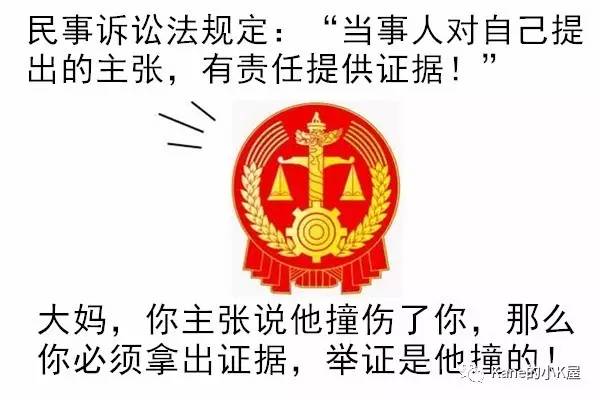 民事诉讼法规定：“当事人对自己提
出的主张，有责任提供证据！”
大妈，你主张说他撞伤了你，那么
你必须拿出证据，举证是他撞的！
Kane的小K屋